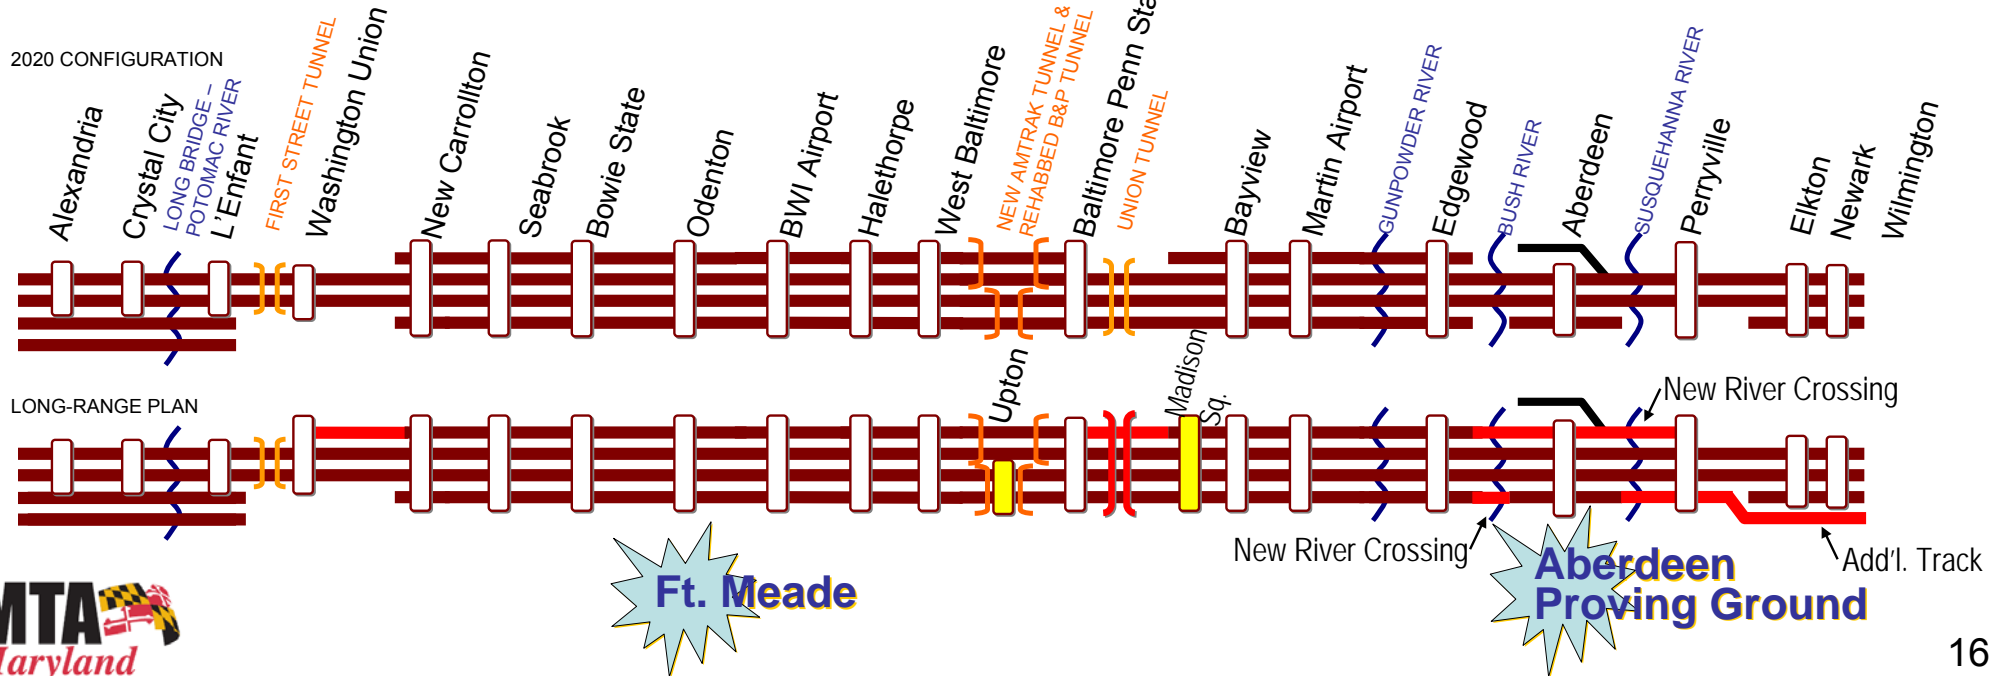 2020 CONFIGURATION
Alexandria
Crystal City
LONG BRIDGE –
POTOMAC RIVER
L'Enfant
FIRST STREET TUNNEL
Washington Union
New Carrollton
Seabrook
Bowie State
Odenton
BWI Airport
Halethorpe
West Baltimore
NEW AMTRAK TUNNEL &
REHABBED B&P TUNNEL
Baltimore Penn Sta
UNION TUNNEL
Bayview
Martin Airport
GUNPOWDER RIVER
Edgewood
BUSH RIVER
Aberdeen
SUSQUEHANNA RIVER
Perryville
Elkton
Newark
Wilmington
LONG-RANGE PLAN
Upton
Madison
Sq.
New River Crossing
New River Crossing
Add'l. Track
Ft. Meade
Aberdeen
Proving Ground
MTA
Maryland
16